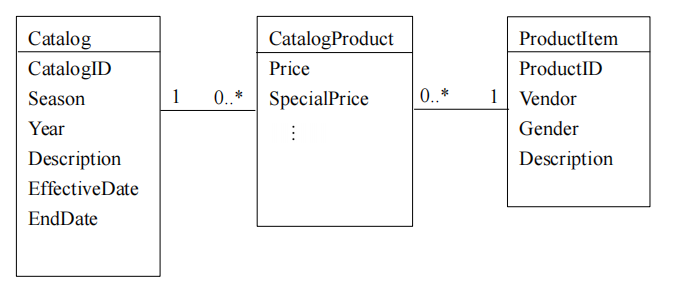 Catalog
CatalogID
Season
Year
Description
EffectiveDate
EndDate
1
0..*
CatalogProduct
Price
SpecialPrice
⋮
0..*
1
ProductItem
ProductID
Vendor
Gender
Description